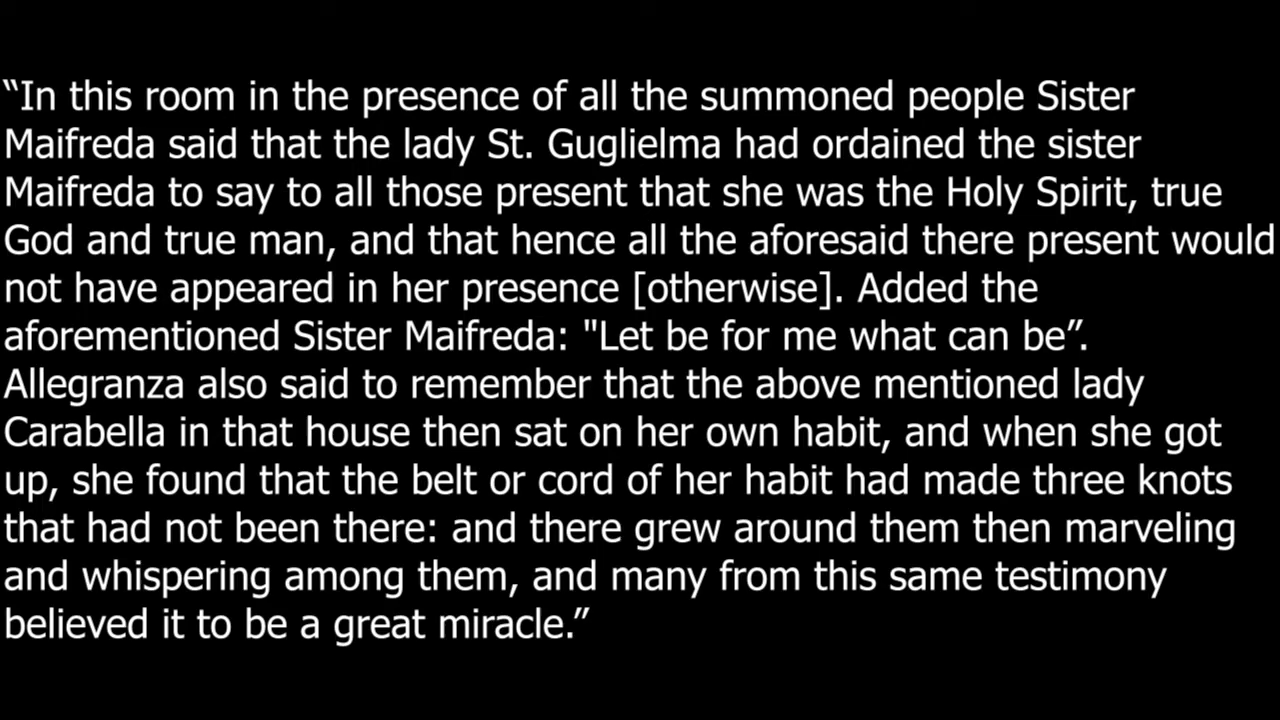 “In this room in the presence of all the summoned people Sister
Maifreda said that the lady St. Guglielma had ordained the sister
Maifreda to say to all those present that she was the Holy Spirit, true
God and true man, and that hence all the aforesaid there present would
not have appeared in her presence [otherwise]. Added the
aforementioned Sister Maifreda: "Let be for me what can be”.
Allegranza also said to remember that the above mentioned lady
Carabella in that house then sat on her own habit, and when she got
up, she found that the belt or cord of her habit had made three knots
that had not been there: and there grew around them then marveling
and whispering among them, and many from this same testimony
believed it to be a great miracle.”